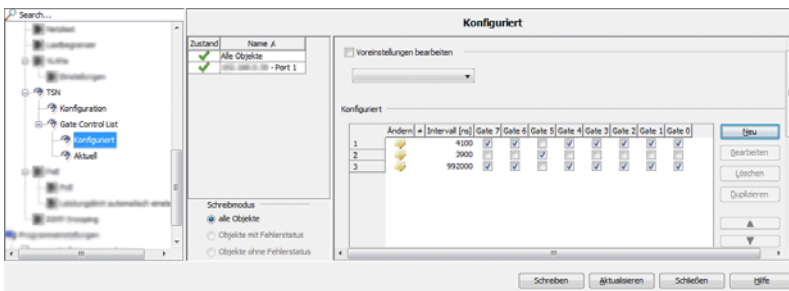 Search...
TSN
Konfiguration
Gate Control List
Konfiguriert
Aktuell
Zustand Name
Alle Objekte
- Port 1
Schreibmodus
alle Objekte
Objekte mit Fehlerstatus
Objekte ohne Fehlerstatus
Konfiguriert
Voreinstellungen bearbeiten
Konfiguriert
Ändern # Intervall [ns] Gate 7 Gate 6 Gate 5 Gate 4 Gate 3 Gate 2 Gate 1 Gate 0
1 4100
2 3900
3 992000
Neu
Bearbeiten
Löschen
Duplizieren
Schreiben Aktualisieren Schließen Hilfe